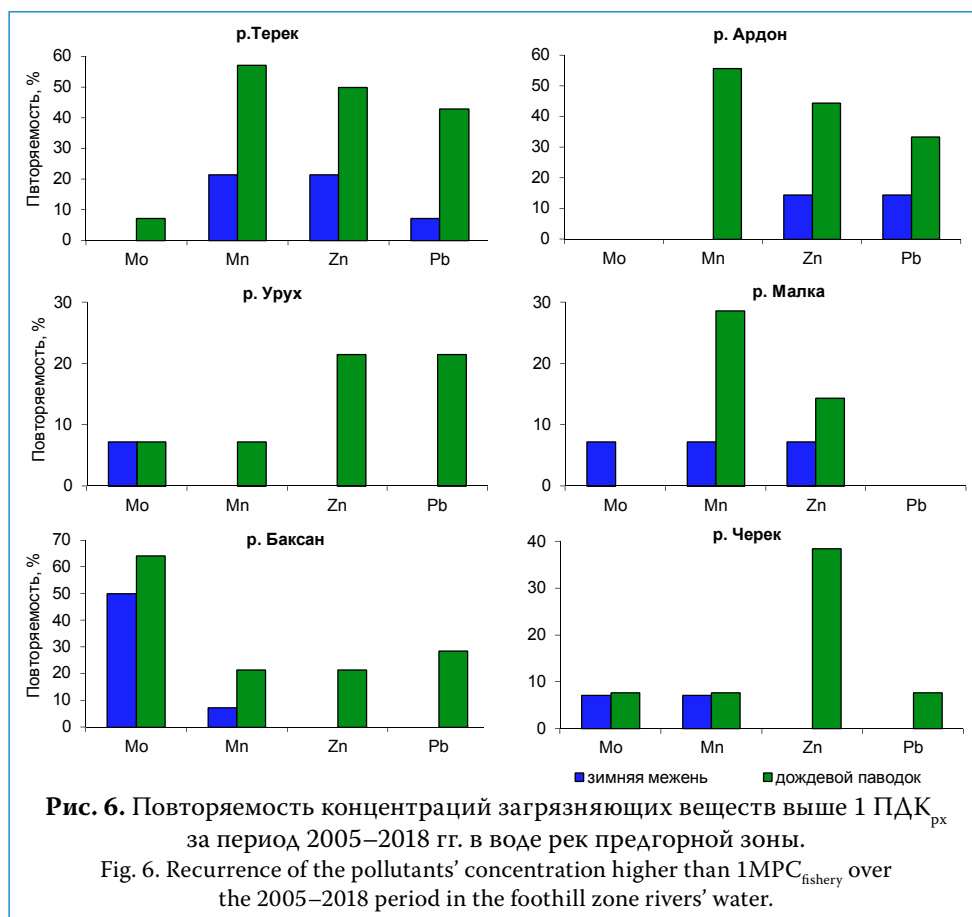 р.Терек
60
50
40
30
20
10
0
Пвторяемость, %
Mo Mn Zn Pb
р. Ардон
60
50
40
30
20
10
0
Mo Mn Zn Pb
р. Урух
30
20
10
0
Повторяемость, %
Mo Mn Zn Pb
р. Малка
30
20
10
0
Mo Mn Zn Pb
р. Баксан
70
60
50
40
30
20
10
0
Повторяемость, %
Mo Mn Zn Pb
р. Черек
40
30
20
10
0
Mo Mn Zn Pb
зимняя межень дождевой паводок
Рис. 6. Повторяемость концентраций загрязняющих веществ выше 1 ПДКрх
за период 2005–2018 гг. в воде рек предгорной зоны.
Fig. 6. Recurrence of the pollutants’ concentration higher than 1MPCfishery over
the 2005–2018 period in the foothill zone rivers’ water.